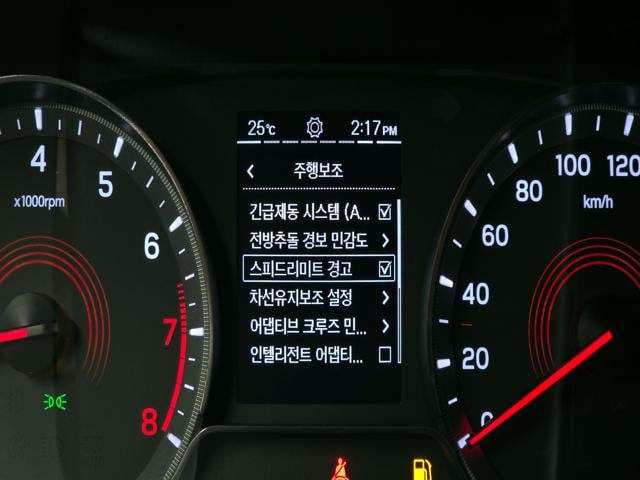 25℃ 2:17PM
주행보조
긴급제동 시스템 (A...
전방추돌 경보 민감도
스피드리미트 경고
차선유지보조 설정
어댑티브 크루즈 민...
인텔리전트 어댑티...
4
5
6
7
8
x1000rpm
0
20
40
60
80
100
120
km/h